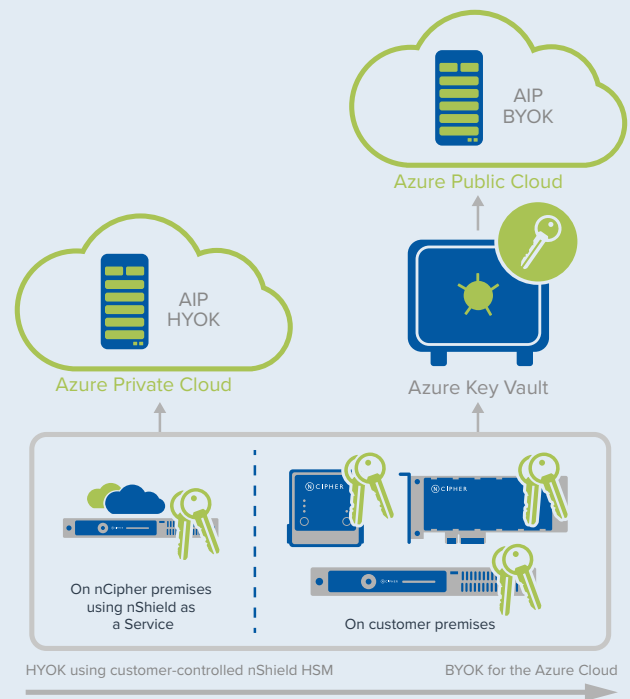 AIP
BYOK
Azure Public Cloud
AIP
HYOK
Azure Private Cloud
Azure Key Vault
NCIPHER
NCIPHER
On nCipher premises
using nShield as
a Service
NCIPHER
On customer premises
HYOK using customer-controlled nShield HSM
BYOK for the Azure Cloud